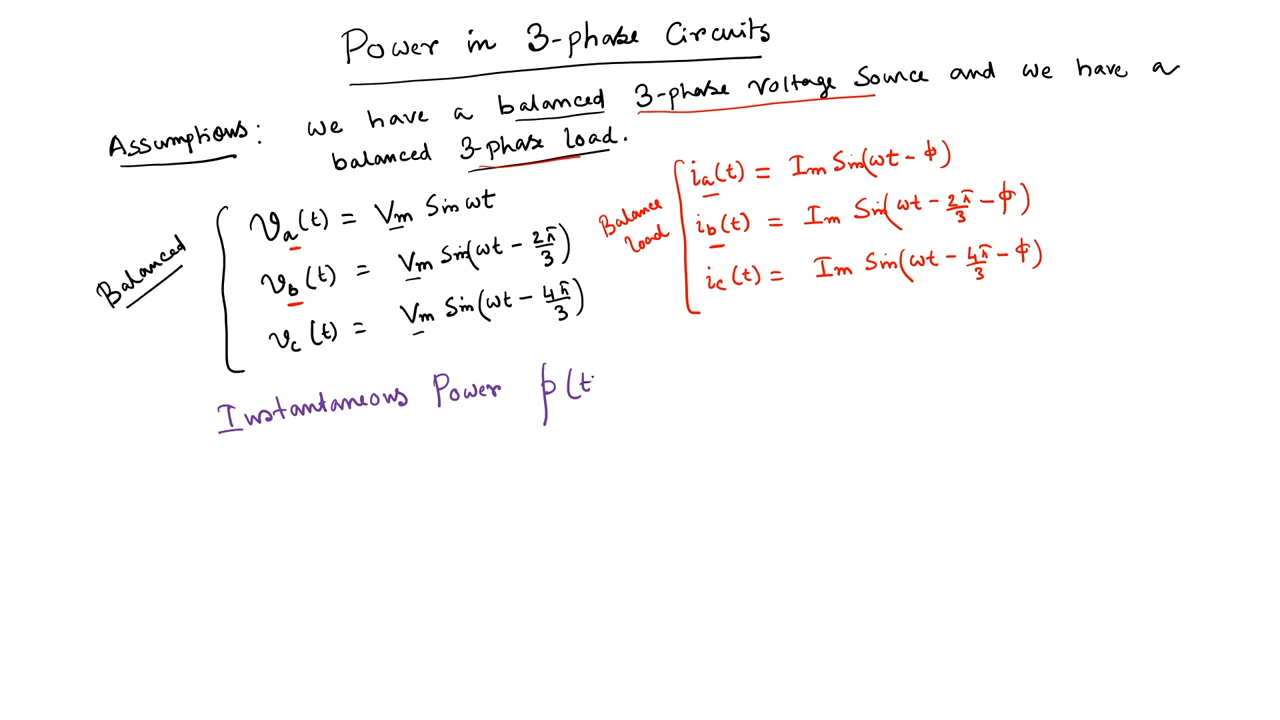 Power in 3-phase Circuits
Assumptions: we have a balanced 3-phase voltage source and we have a
balanced 3-phase load.
Balanced
Va(t) = Vm Sin ωt
Vb(t) = Vm Sin(ωt - 2π/3)
Vc(t) = Vm Sin(ωt - 4π/3)
Balance
load
ia(t) = Im Sin(ωt - ϕ)
ib(t) = Im Sin(ωt - 2π/3 - ϕ)
ic(t) = Im Sin(ωt - 4π/3 - ϕ)
Instantaneous Power p(t